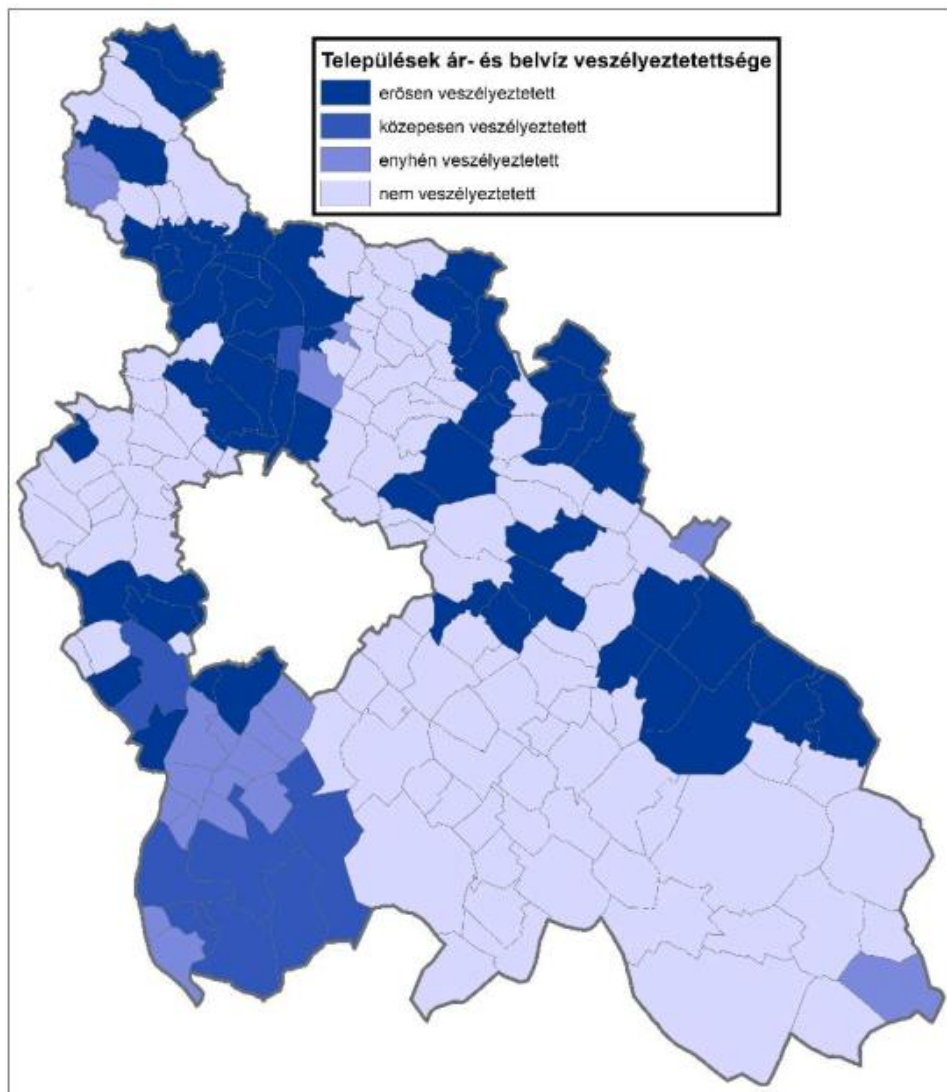 Települések ár- és belvíz veszélyeztetettsége
erősen veszélyeztetett
közepesen veszélyeztetett
enyhén veszélyeztetett
nem veszélyeztetett